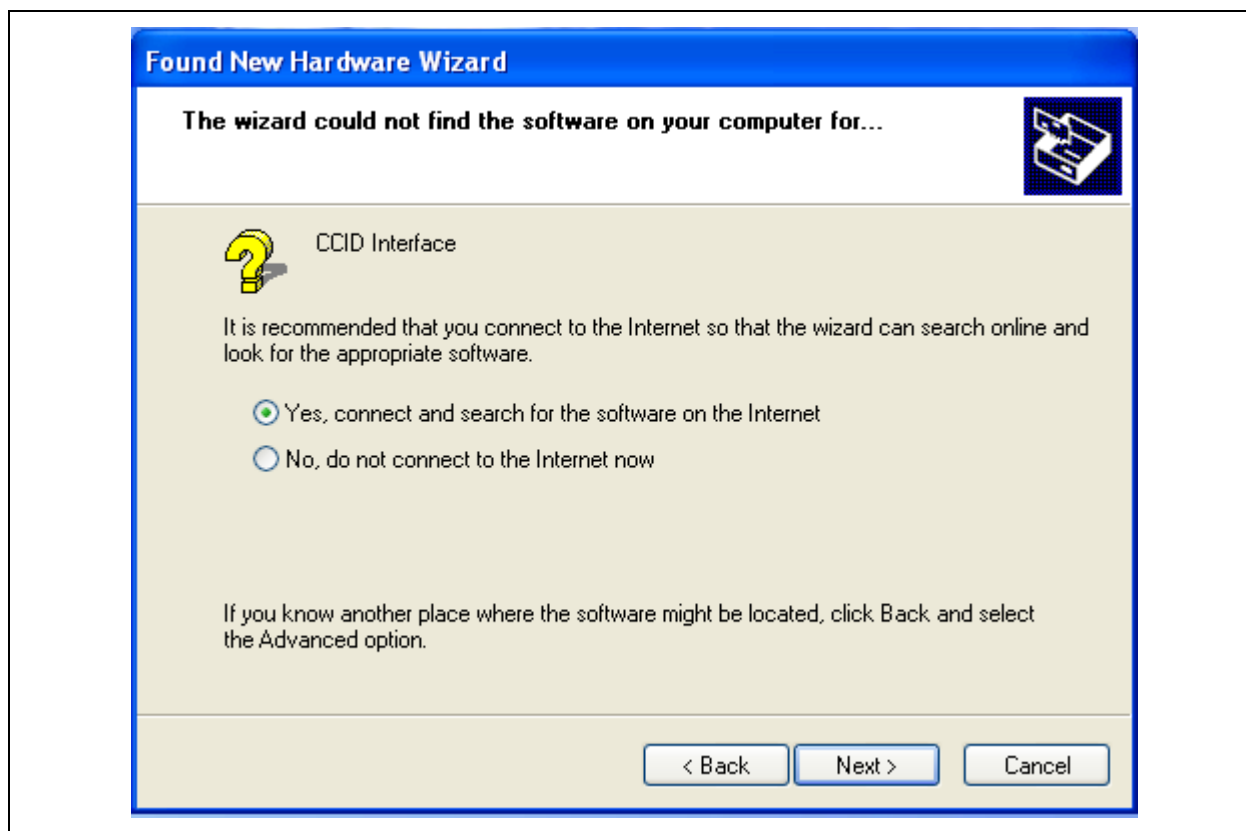 Found New Hardware Wizard
The wizard could not find the software on your computer for...
CCID Interface
It is recommended that you connect to the Internet so that the wizard can search online and
look for the appropriate software.
Yes, connect and search for the software on the Internet
No, do not connect to the Internet now
If you know another place where the software might be located, click Back and select
the Advanced option.
< Back Next > Cancel